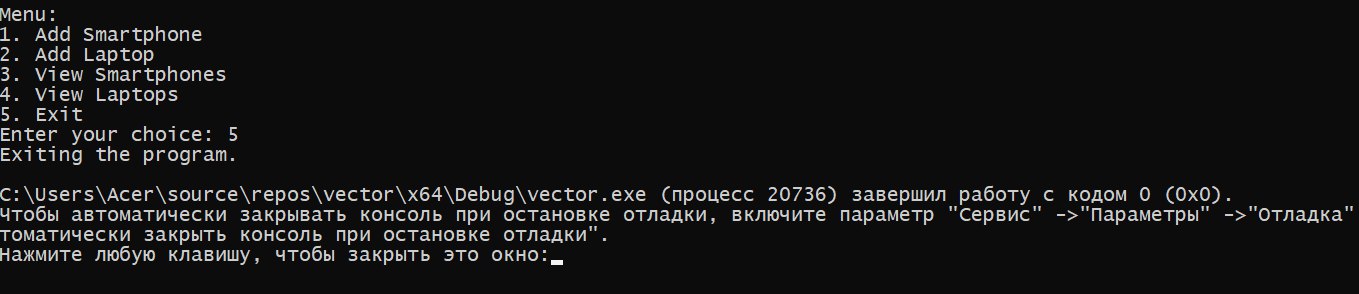 Menu:
1. Add Smartphone
2. Add Laptop
3. View Smartphones
4. View Laptops
5. Exit
Enter your choice: 5
Exiting the program.
C:\Users\Acer\source\repos\vector\x64\Debug\vector.exe (процесс 20736) завершил работу с кодом 0 (0x0).
Чтобы автоматически закрывать консоль при остановке отладки, включите параметр "Сервис" ->"Параметры" ->"Отладка"
томатически закрыть консоль при остановке отладки".
Нажмите любую клавишу, чтобы закрыть это окно: